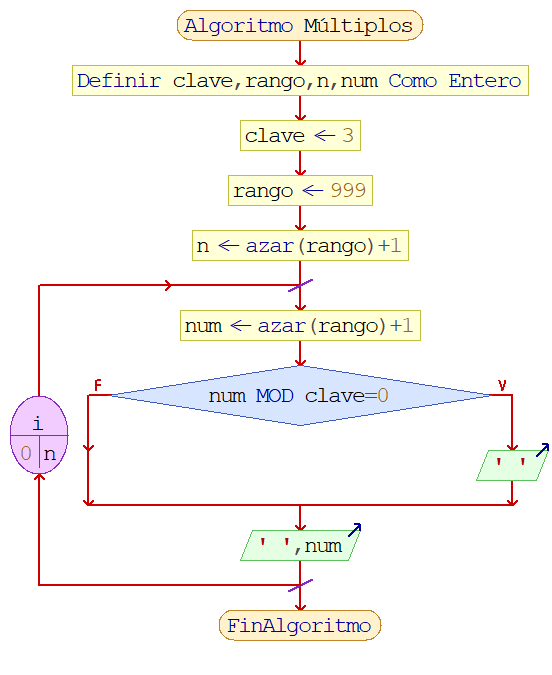 Algoritmo Múltiplos
Definir clave,rango,n,num Como Entero
clave ← 3
rango ← 999
n ← azar(rango)+1
num ← azar(rango)+1
F
V
num MOD clave=0
i
0 n
' '
' ',num
FinAlgoritmo